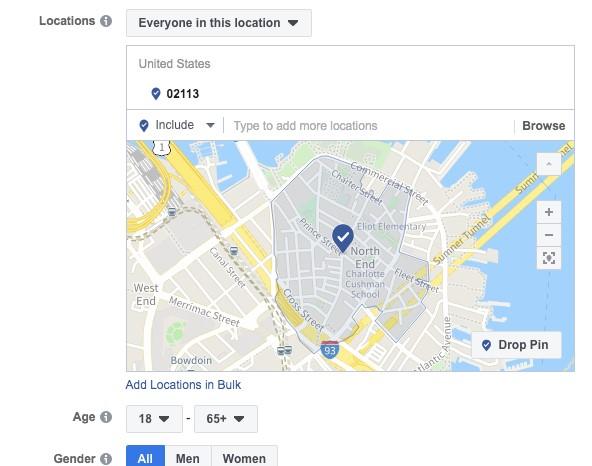 Locations
Everyone in this location
United States
02113
Include
Type to add more locations
Browse
1
Commercial Street
Charter Street
Prince Street
Eliot Elementary
North
End
Charlotte
Cushman
School
Fleet Street
Sumner Tunnel
Canal Street
West
End
Merrimac Street
Cross Street
93
Bowdoin
Atlantic Avenue
+
−
Drop Pin
Add Locations in Bulk
Age
18
-
65+
Gender
All
Men
Women